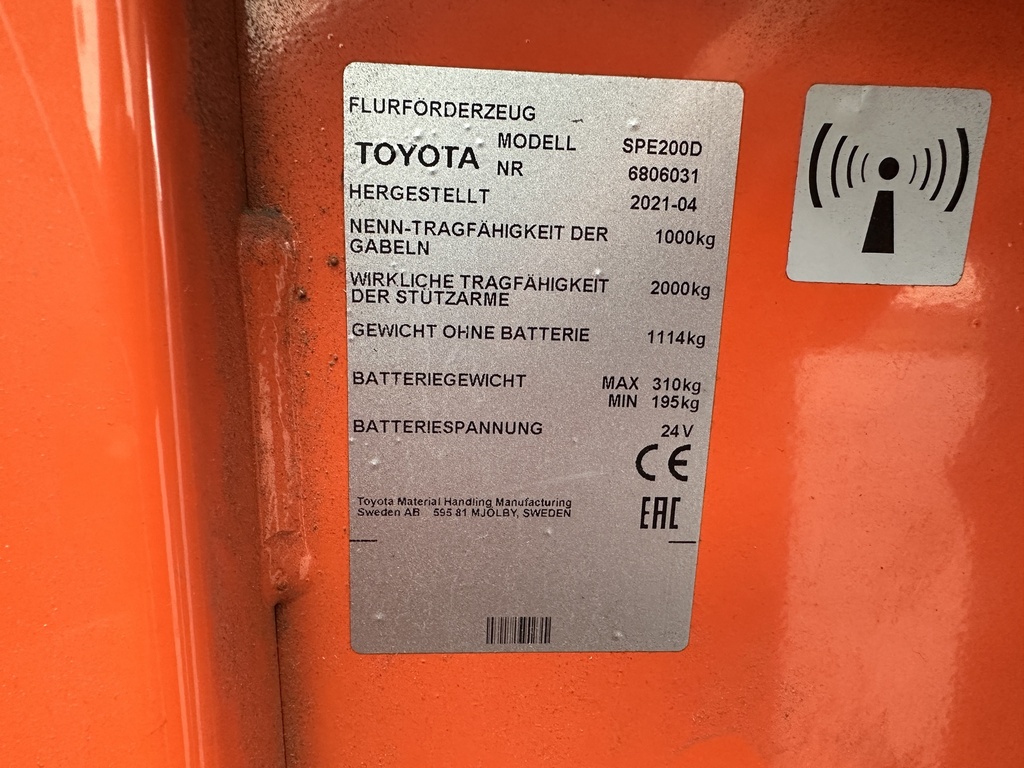 FLURFÖRDERZEUG
TOYOTA
MODELL SPE200D
NR 6806031
HERGESTELLT 2021-04
NENN-TRAGFÄHIGKEIT DER 1000kg
GABELN
WIRKLICHE TRAGFÄHIGKEIT 2000kg
DER STÜTZARME
GEWICHT OHNE BATTERIE 1114kg
BATTERIEGEWICHT MAX 310kg
MIN 195kg
BATTERIESPANNUNG 24V
CE
Toyota Material Handling Manufacturing
Sweden AB 595 81 MJÖLBY, SWEDEN
EAC